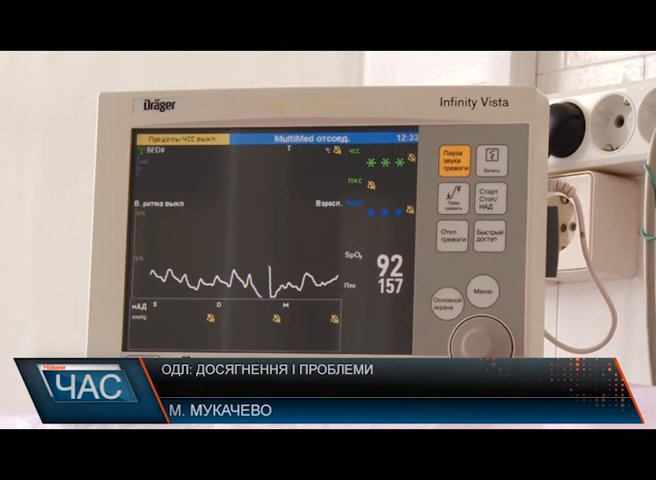 Dräger
Infinity Vista
Пределы ЧСС выкл
MultiMed отсоед.
12:33
BED#
T
°C
ЧСС
***
ПЖС
В. ритма выкл
Взросл.
***
SpO₂
92
Плс
157
нАД
S
D
M
ммHg
Пауза
звука
тревоги
Запись
Пред.
тревоги
Старт
Стоп/
НАД
Откл.
тревоги
Быстрый
доступ
Основной
экран
Меню
Новини
ЧАС
ОДЛ: ДОСЯГНЕННЯ І ПРОБЛЕМИ
М. МУКАЧЕВО